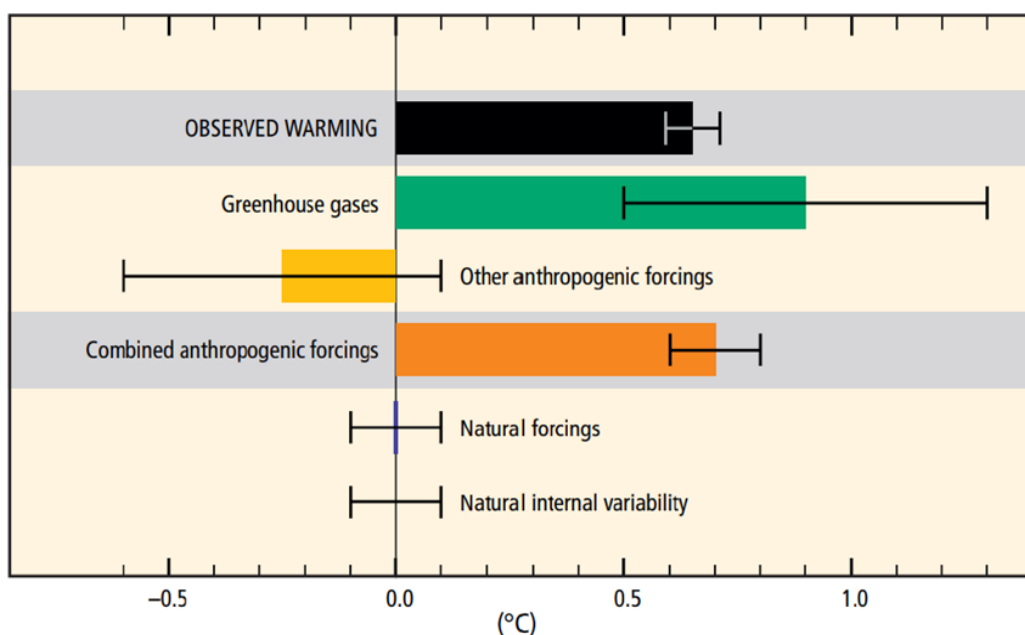 OBSERVED WARMING
Greenhouse gases
Other anthropogenic forcings
Combined anthropogenic forcings
Natural forcings
Natural internal variability
–0.5 0.0 0.5 1.0
(°C)